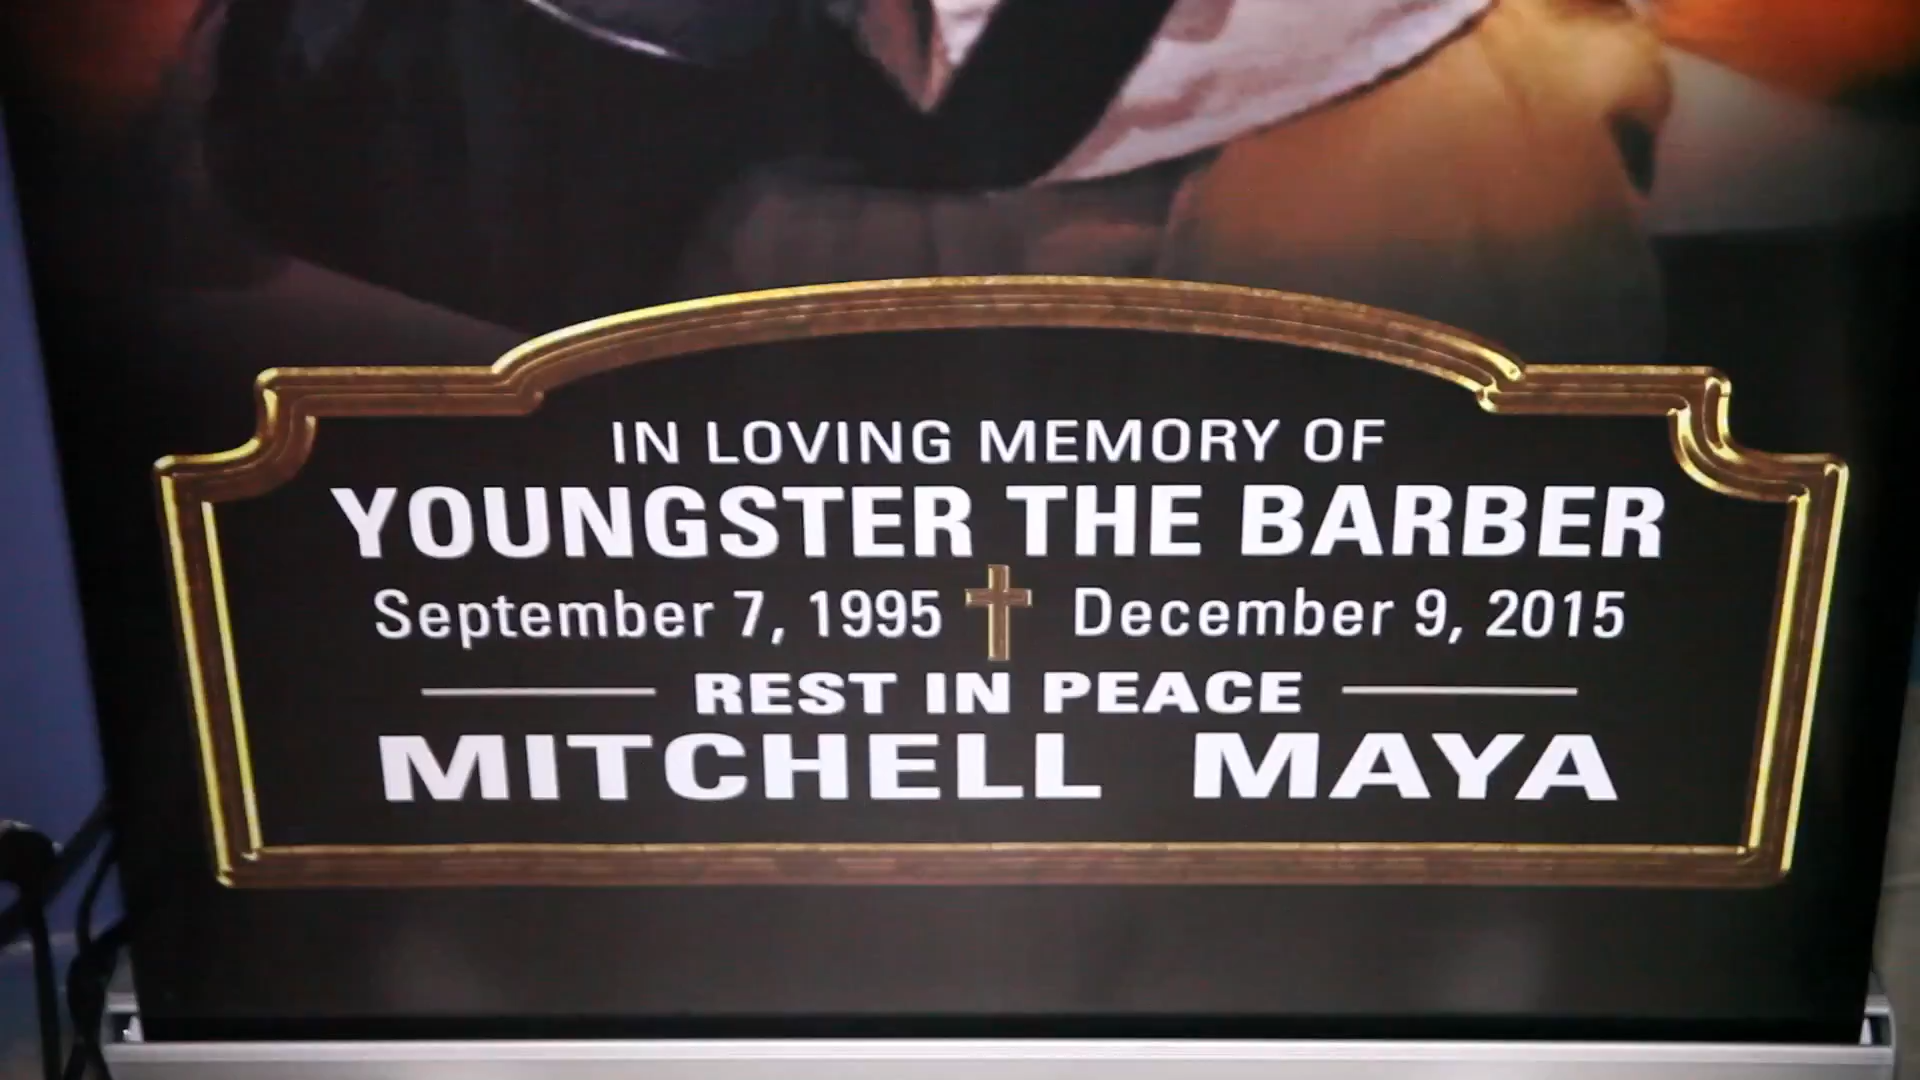 IN LOVING MEMORY OF
YOUNGSTER THE BARBER
September 7, 1995 December 9, 2015
REST IN PEACE
MITCHELL MAYA